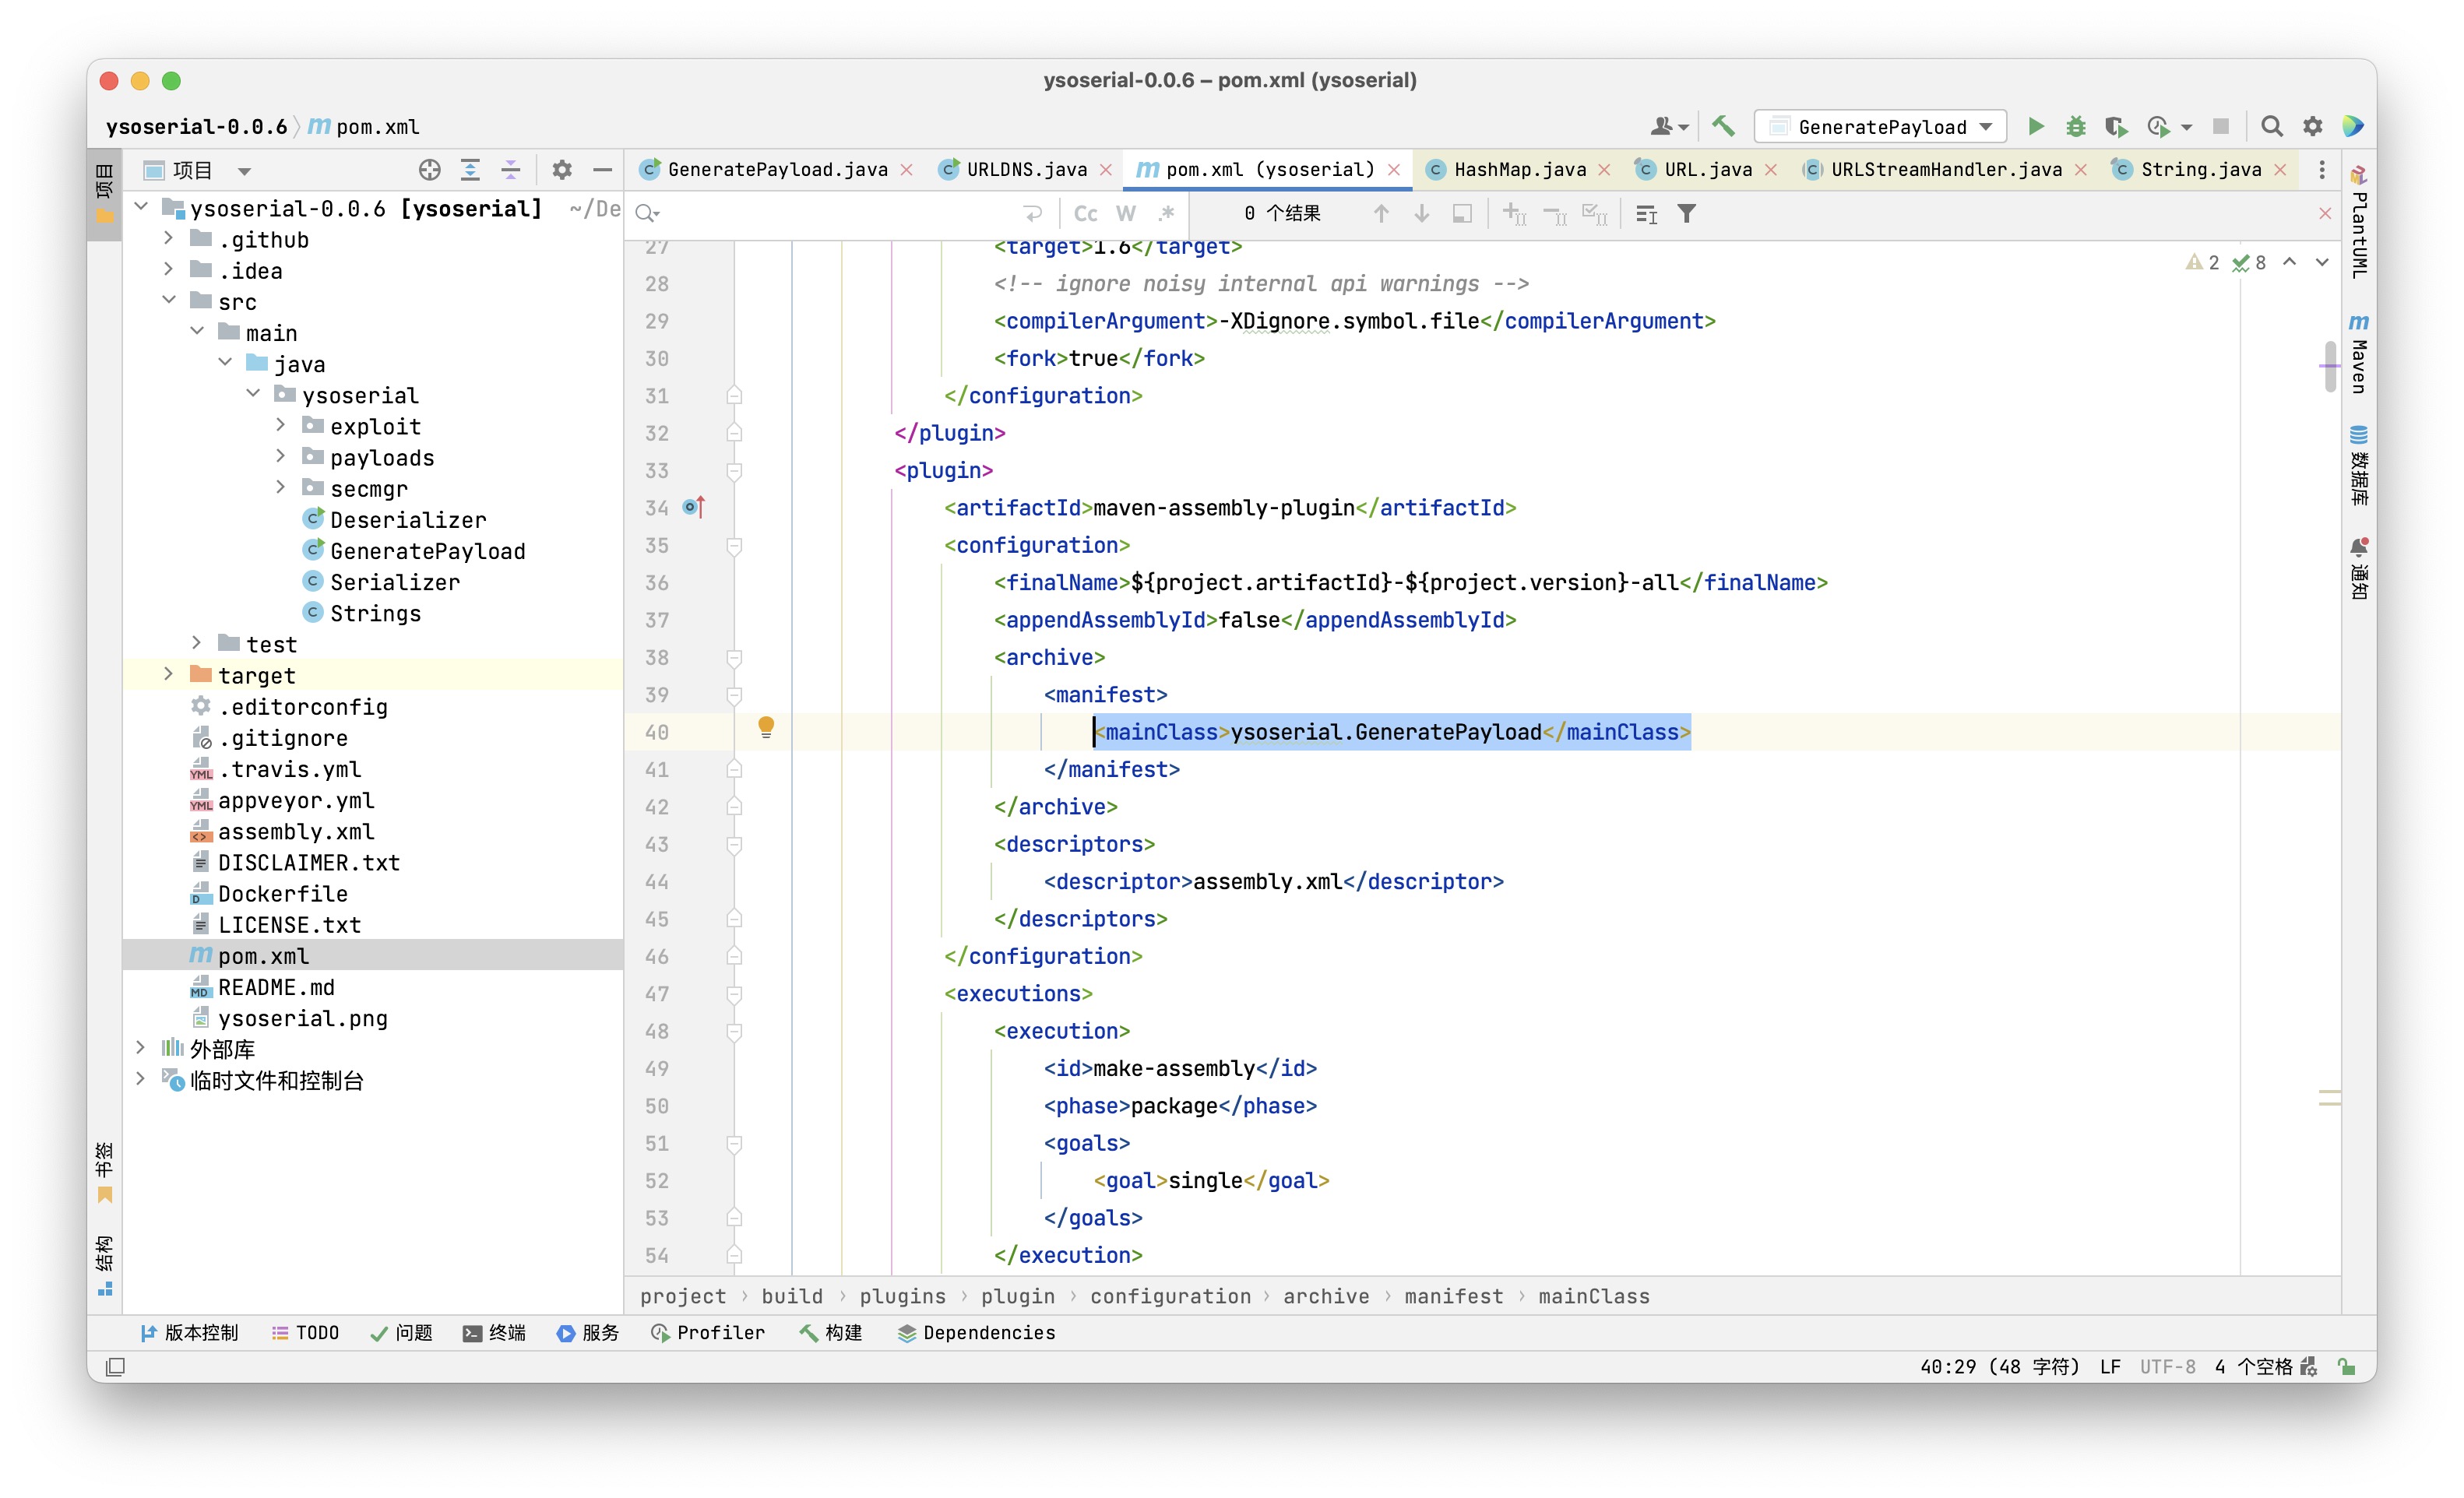 ysoserial-0.0.6 – pom.xml (ysoserial)
ysoserial-0.0.6 〉 m pom.xml
GeneratePayload
项目
项目
GeneratePayload.java
URLDNS.java
pom.xml (ysoserial)
HashMap.java
URL.java
URLStreamHandler.java
String.java
Cc W .*
0 个结果
ysoserial-0.0.6 [ysoserial] ~/De
.github
.idea
src
main
java
ysoserial
exploit
payloads
secmgr
Deserializer
GeneratePayload
Serializer
Strings
test
target
.editorconfig
.gitignore
.travis.yml
appveyor.yml
assembly.xml
DISCLAIMER.txt
Dockerfile
LICENSE.txt
pom.xml
README.md
ysoserial.png
外部库
临时文件和控制台
书签
结构
2 8
27 <target>1.6</target>
28 <!-- ignore noisy internal api warnings -->
29 <compilerArgument>-XDignore.symbol.file</compilerArgument>
30 <fork>true</fork>
31 </configuration>
32 </plugin>
33 <plugin>
34 <artifactId>maven-assembly-plugin</artifactId>
35 <configuration>
36 <finalName>${project.artifactId}-${project.version}-all</finalName>
37 <appendAssemblyId>false</appendAssemblyId>
38 <archive>
39 <manifest>
40 <mainClass>ysoserial.GeneratePayload</mainClass>
41 </manifest>
42 </archive>
43 <descriptors>
44 <descriptor>assembly.xml</descriptor>
45 </descriptors>
46 </configuration>
47 <executions>
48 <execution>
49 <id>make-assembly</id>
50 <phase>package</phase>
51 <goals>
52 <goal>single</goal>
53 </goals>
54 </execution>
PlantUML
m Maven
数据库
通知
project › build › plugins › plugin › configuration › archive › manifest › mainClass
版本控制 TODO 问题 终端 服务 Profiler 构建 Dependencies
40:29 (48 字符) LF UTF-8 4 个空格